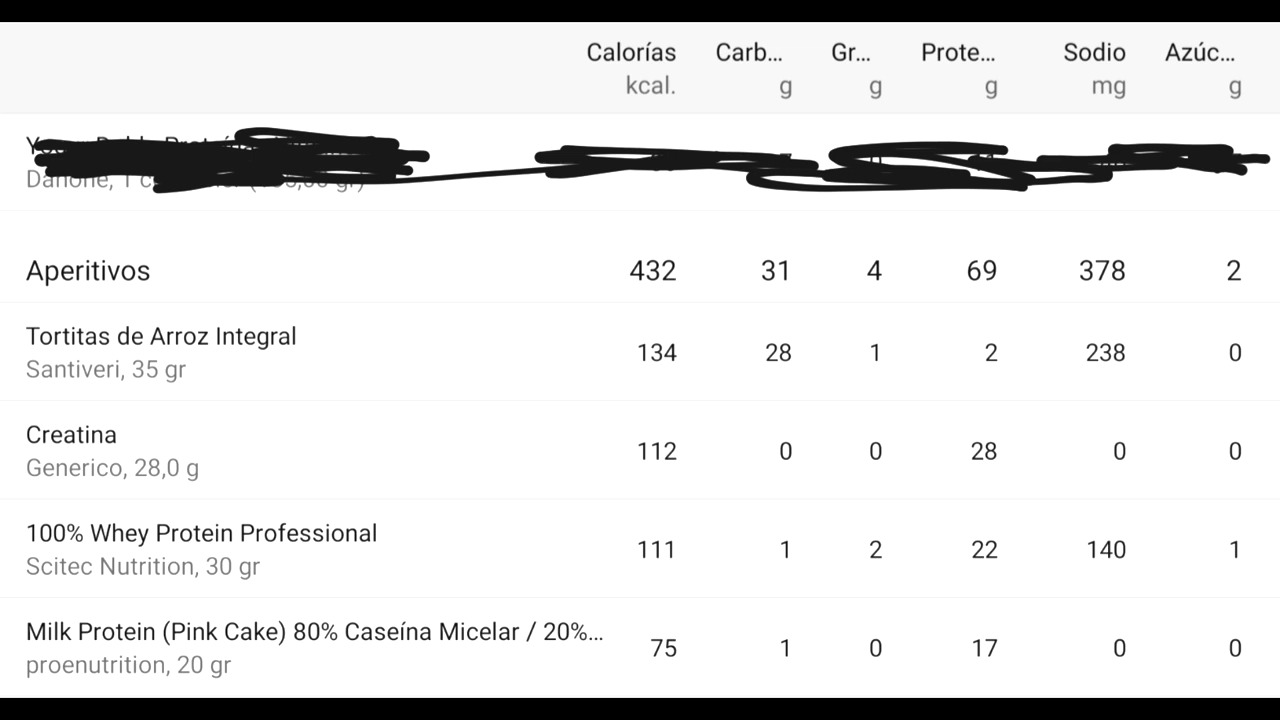 Calorías Carb... Gr... Prote... Sodio Azúc...
kcal. g g g mg g
Danone, 1
Aperitivos 432 31 4 69 378 2
Tortitas de Arroz Integral
Santiveri, 35 gr
134 28 1 2 238 0
Creatina
Generico, 28,0 g
112 0 0 28 0 0
100% Whey Protein Professional
Scitec Nutrition, 30 gr
111 1 2 22 140 1
Milk Protein (Pink Cake) 80% Caseína Micelar / 20%...
proenutrition, 20 gr
75 1 0 17 0 0